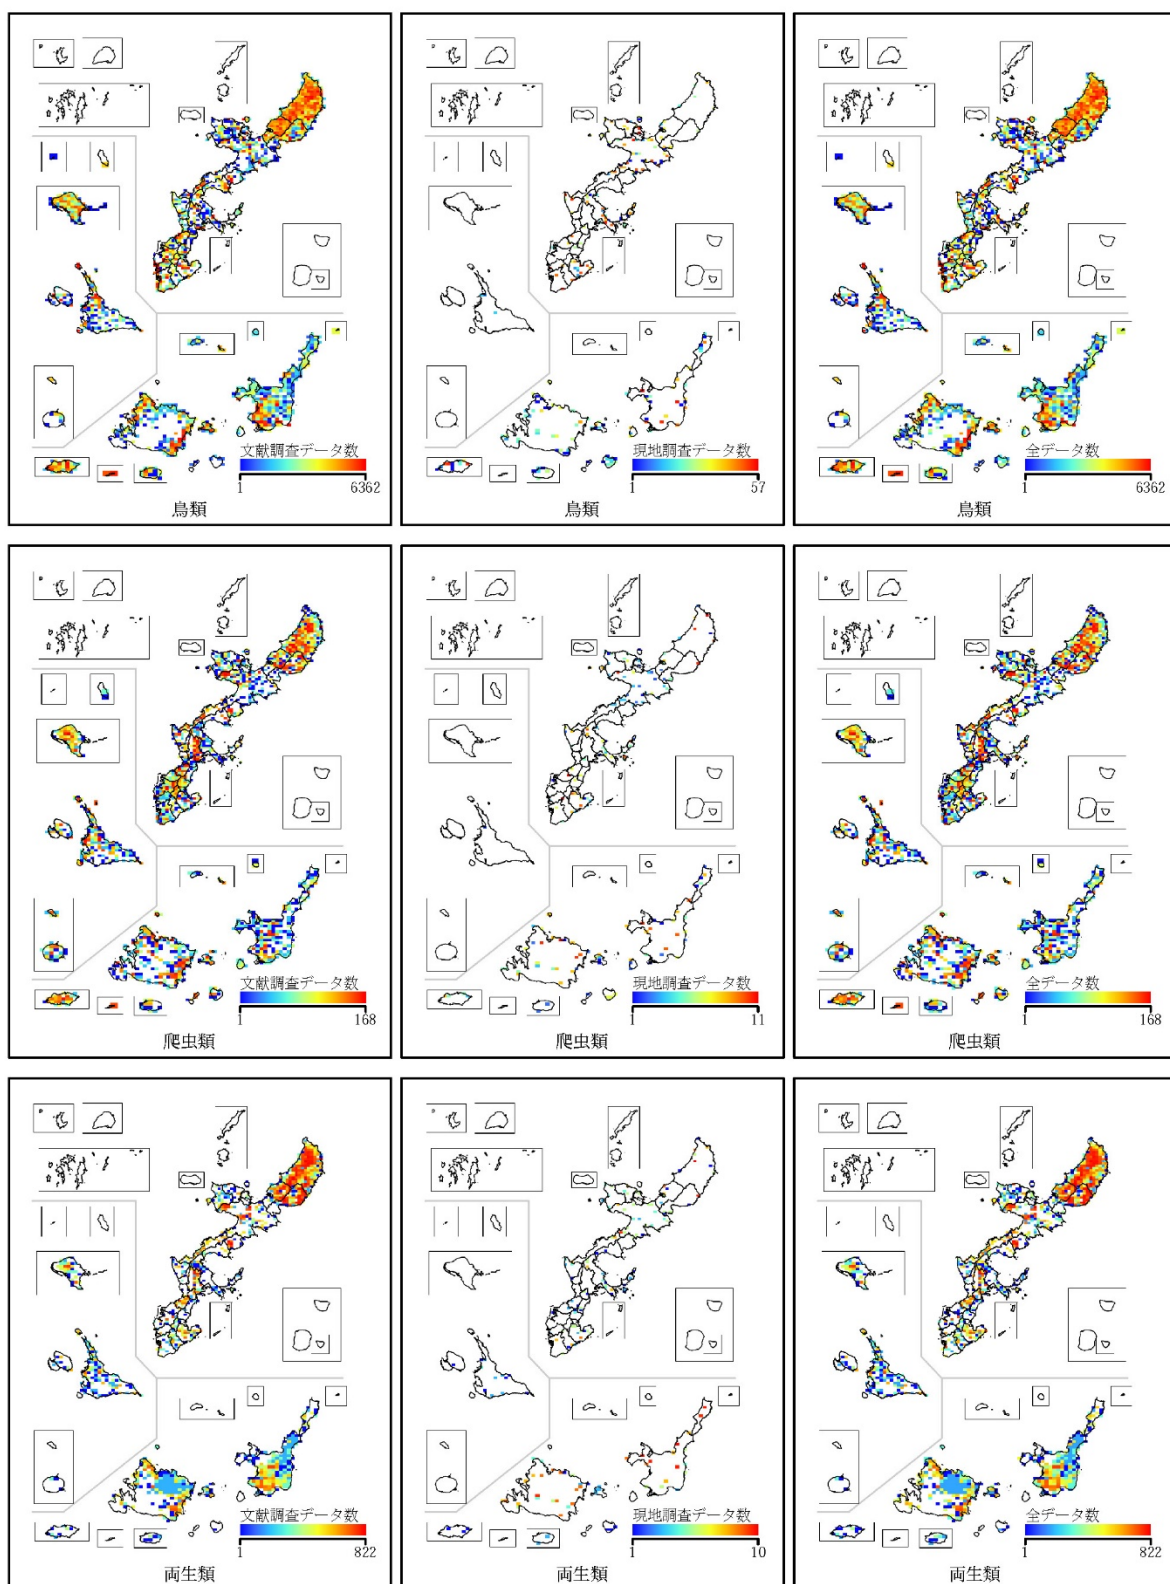 文献調査データ数
1 6362
鳥類
現地調査データ数
1 57
鳥類
全データ数
1 6362
鳥類
文献調査データ数
1 168
爬虫類
現地調査データ数
1 11
爬虫類
全データ数
1 168
爬虫類
文献調査データ数
1 822
両生類
現地調査データ数
1 10
両生類
全データ数
1 822
両生類